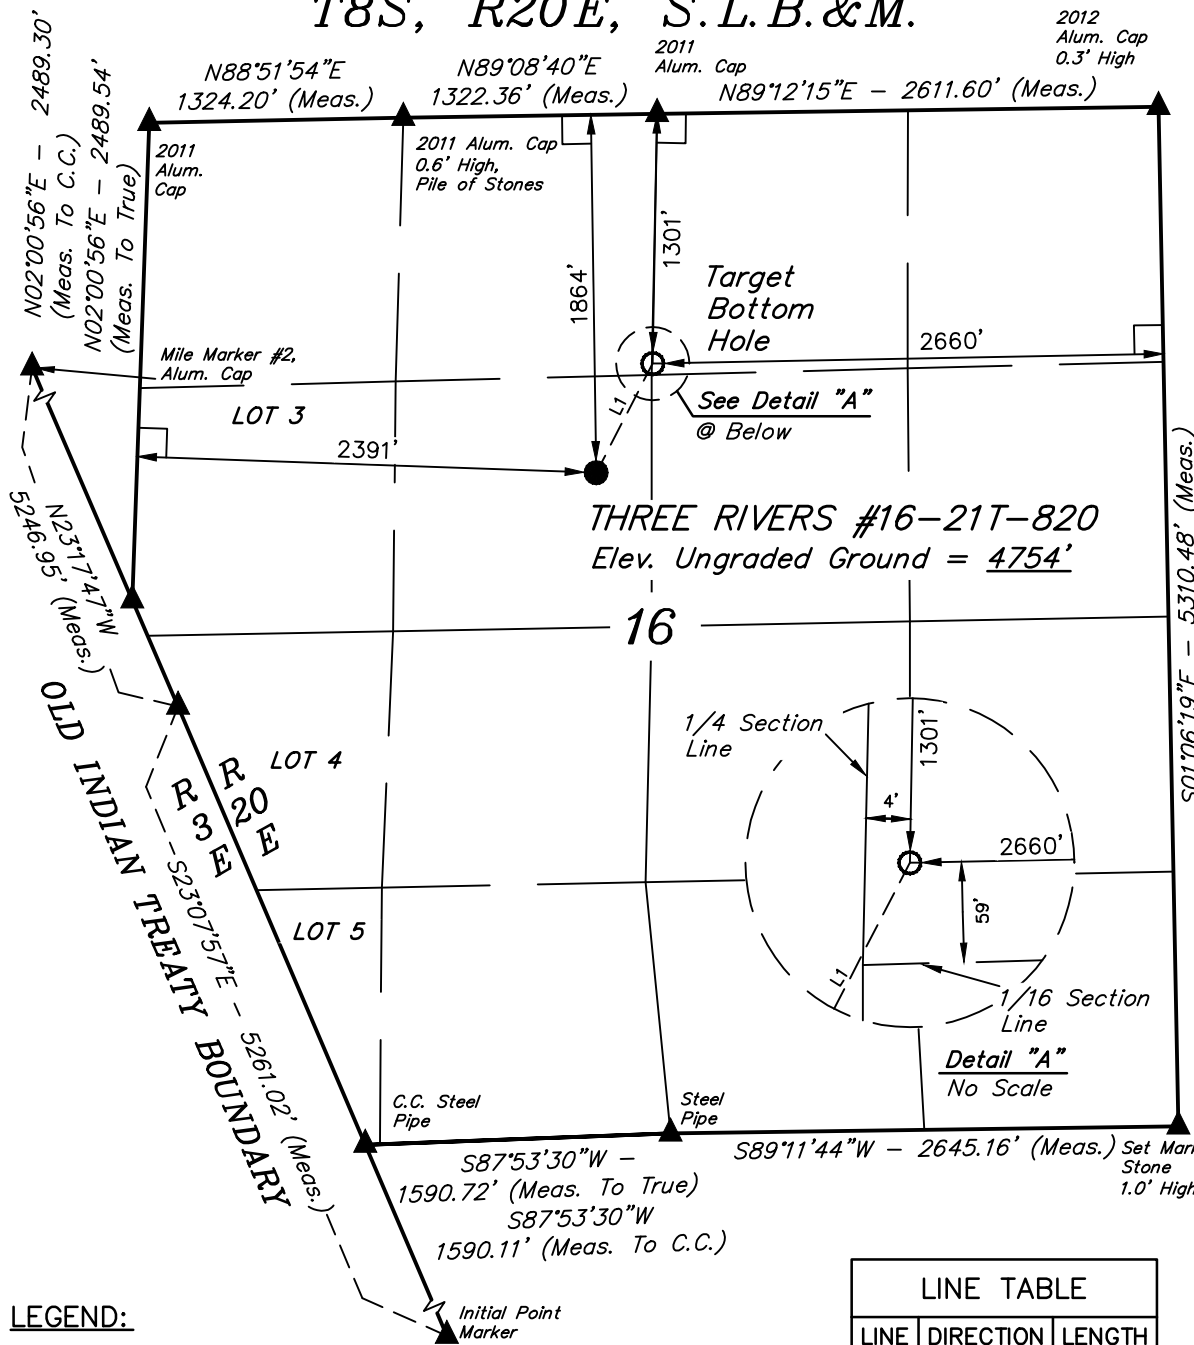 T8S, R20E, S.L.B.&M.
N02°00'56"E - 2489.30'
(Meas. To C.C.)
N02°00'56"E - 2489.54'
(Meas. To True)
N88°51'54"E
1324.20' (Meas.)
N89°08'40"E
1322.36' (Meas.)
2011
Alum. Cap
N89°12'15"E - 2611.60' (Meas.)
2012
Alum. Cap
0.3' High
2011
Alum.
Cap
2011 Alum. Cap
0.6' High,
Pile of Stones
1864'
1301'
Target
Bottom
Hole
2660'
Mile Marker #2,
Alum. Cap
LOT 3
L1
See Detail "A"
@ Below
2391'
THREE RIVERS #16-21T-820
Elev. Ungraded Ground = 4754'
S01°06'19"E - 5310.48' (Meas.)
N23°17'47"W
5246.95' (Meas.)
16
OLD INDIAN TREATY BOUNDARY
R 20 E
R 3 E
LOT 4
1/4 Section
Line
1301'
4'
2660'
59'
L1
1/16 Section
Line
Detail "A"
No Scale
S23°07'57"E - 5261.02' (Meas.)
LOT 5
C.C. Steel
Pipe
Steel
Pipe
S87°53'30"W -
1590.72' (Meas. To True)
S87°53'30"W
1590.11' (Meas. To C.C.)
S89°11'44"W - 2645.16' (Meas.)
Set Mar
Stone
1.0' High
Initial Point
Marker
LEGEND:
LINE TABLE
LINE DIRECTION LENGTH